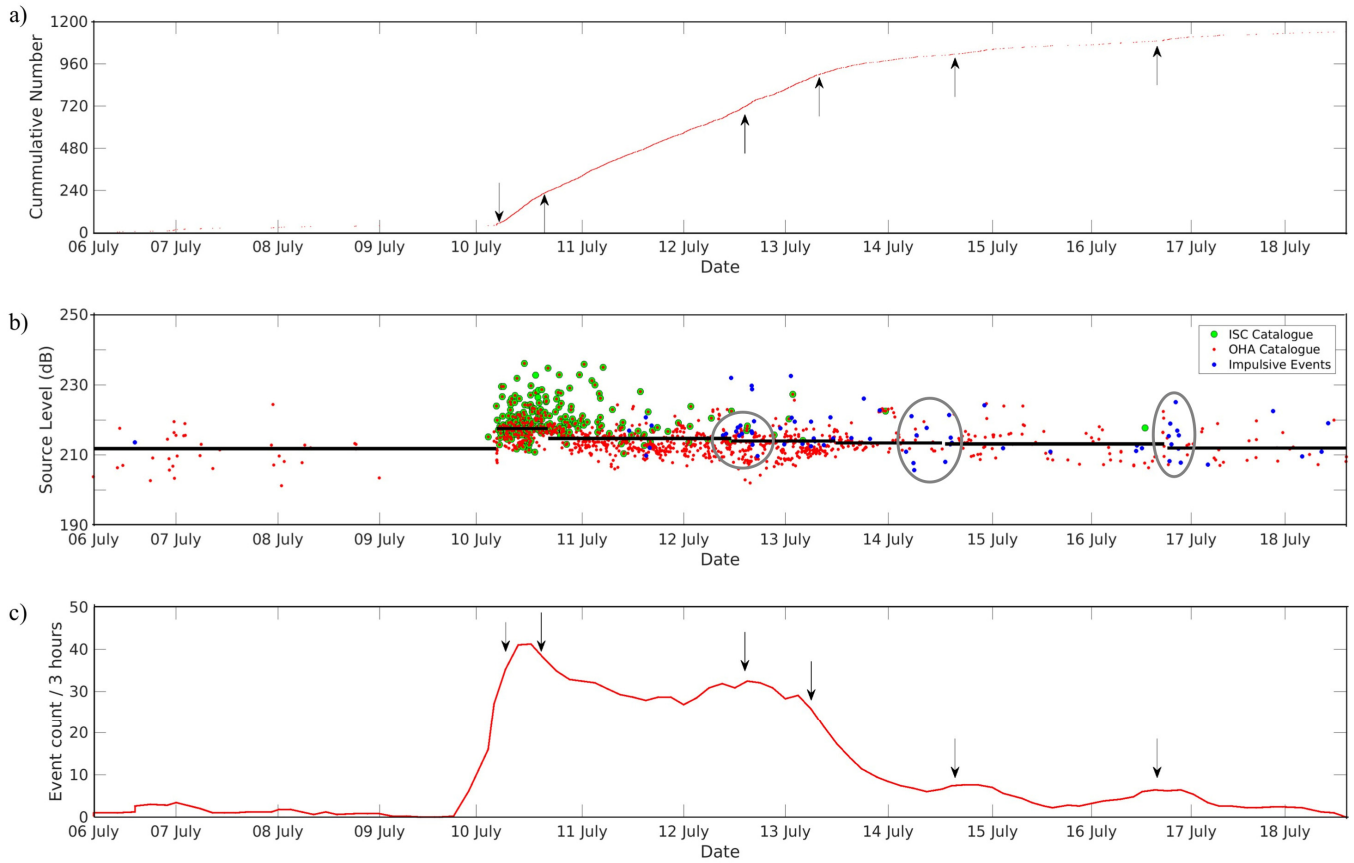 a)
1200
960
720
480
240
0
Cummulative Number
06 July 07 July 08 July 09 July 10 July 11 July 12 July 13 July 14 July 15 July 16 July 17 July 18 July
Date
b)
250
230
210
190
Source Level (dB)
ISC Catalogue
OHA Catalogue
Impulsive Events
06 July 07 July 08 July 09 July 10 July 11 July 12 July 13 July 14 July 15 July 16 July 17 July 18 July
Date
c)
50
40
30
20
10
0
Event count / 3 hours
06 July 07 July 08 July 09 July 10 July 11 July 12 July 13 July 14 July 15 July 16 July 17 July 18 July
Date